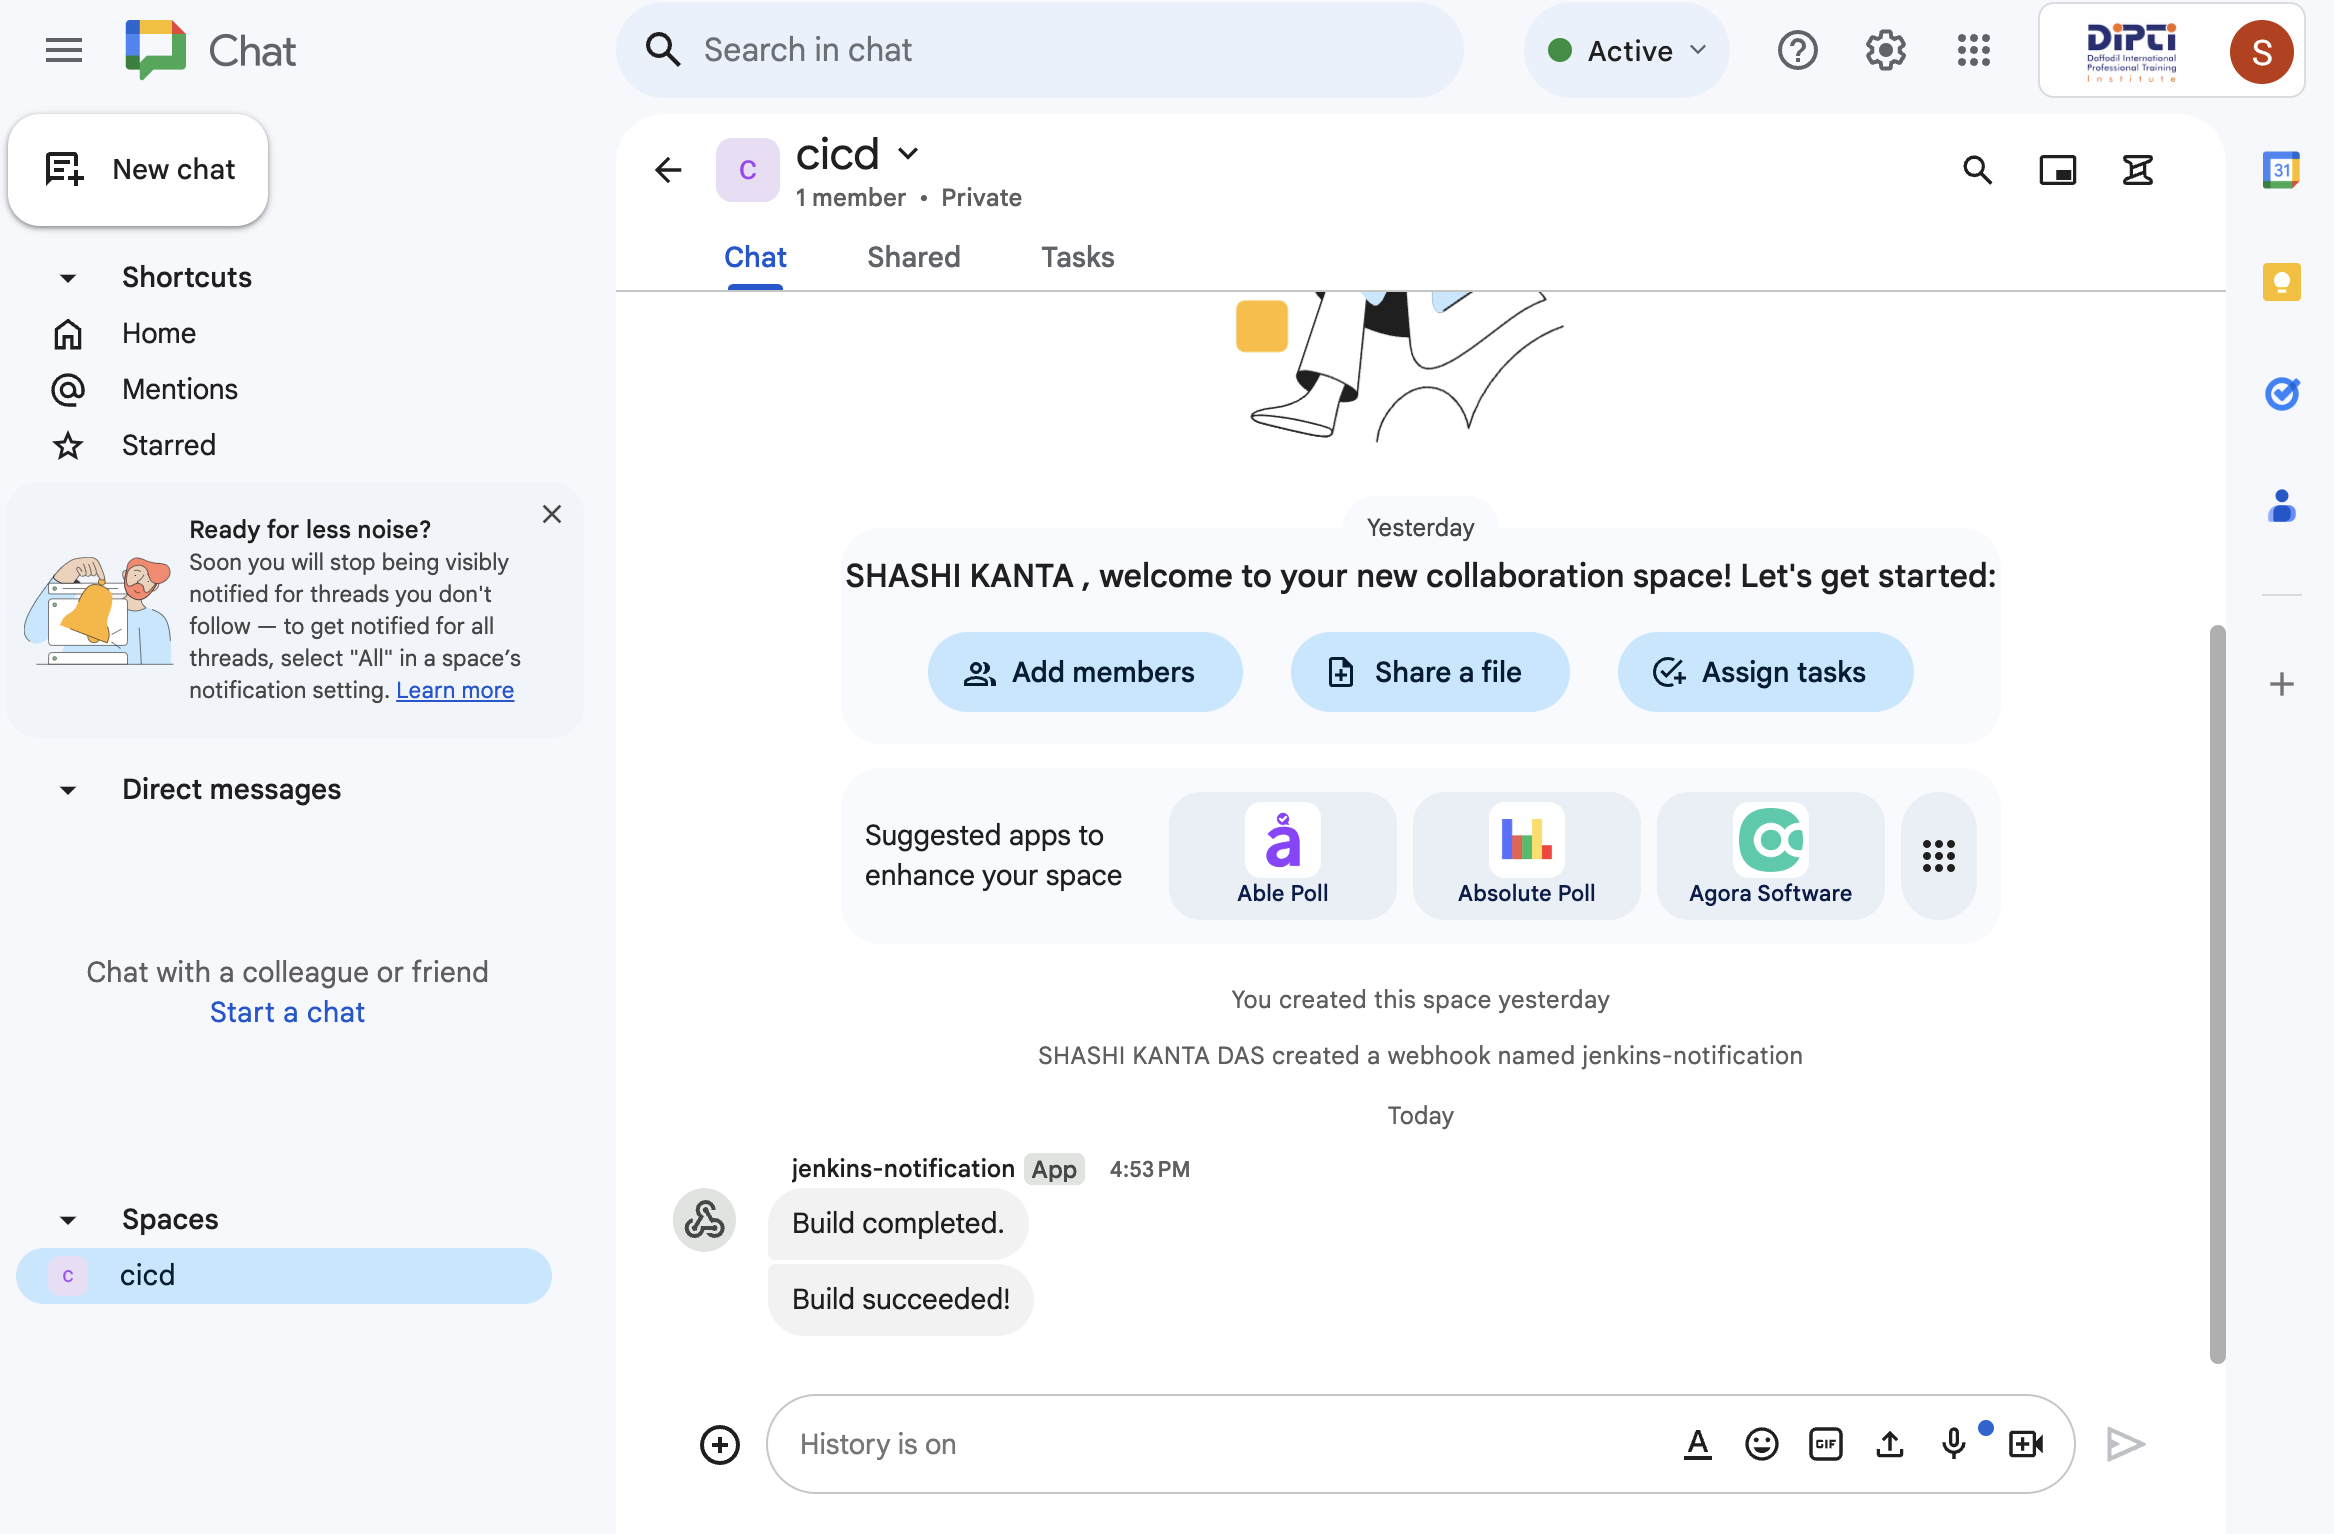 Chat
Search in chat
Active
DIPTI
Daffodil International
Professional Training
Institute
S
New chat
C
cicd
1 member • Private
Chat
Shared
Tasks
Shortcuts
Home
Mentions
Starred
Ready for less noise?
Soon you will stop being visibly
notified for threads you don't
follow — to get notified for all
threads, select "All" in a space's
notification setting. Learn more
Direct messages
Chat with a colleague or friend
Start a chat
Spaces
c
cicd
Yesterday
SHASHI KANTA , welcome to your new collaboration space! Let's get started:
Add members
Share a file
Assign tasks
Suggested apps to
enhance your space
Able Poll
Absolute Poll
Agora Software
You created this space yesterday
SHASHI KANTA DAS created a webhook named jenkins-notification
Today
jenkins-notification App 4:53 PM
Build completed.
Build succeeded!
History is on
GIF
31